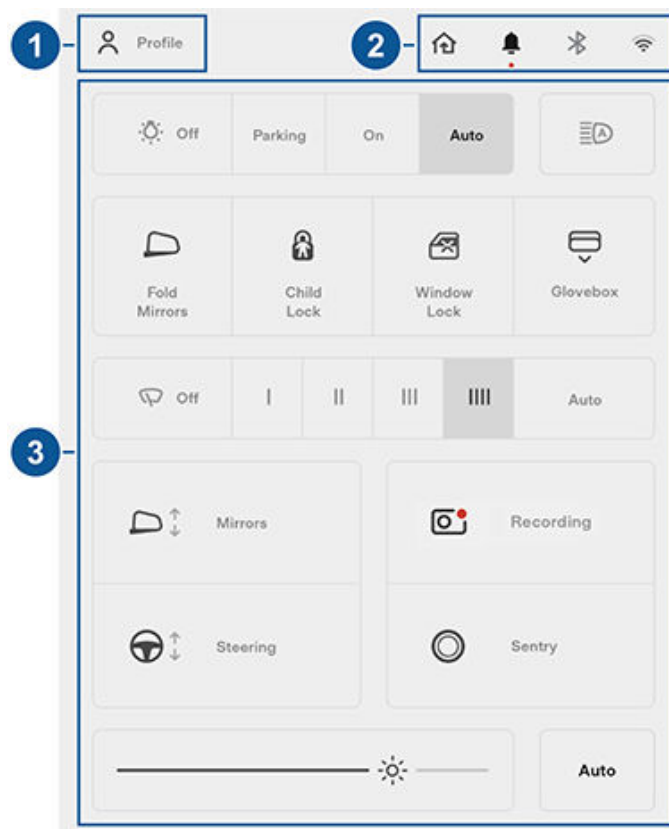 1
Profile
2
Off
Parking
On
Auto
A
Fold
Mirrors
Child
Lock
Window
Lock
Glovebox
Off
I
II
III
IIII
Auto
3
Mirrors
Recording
Steering
Sentry
Auto